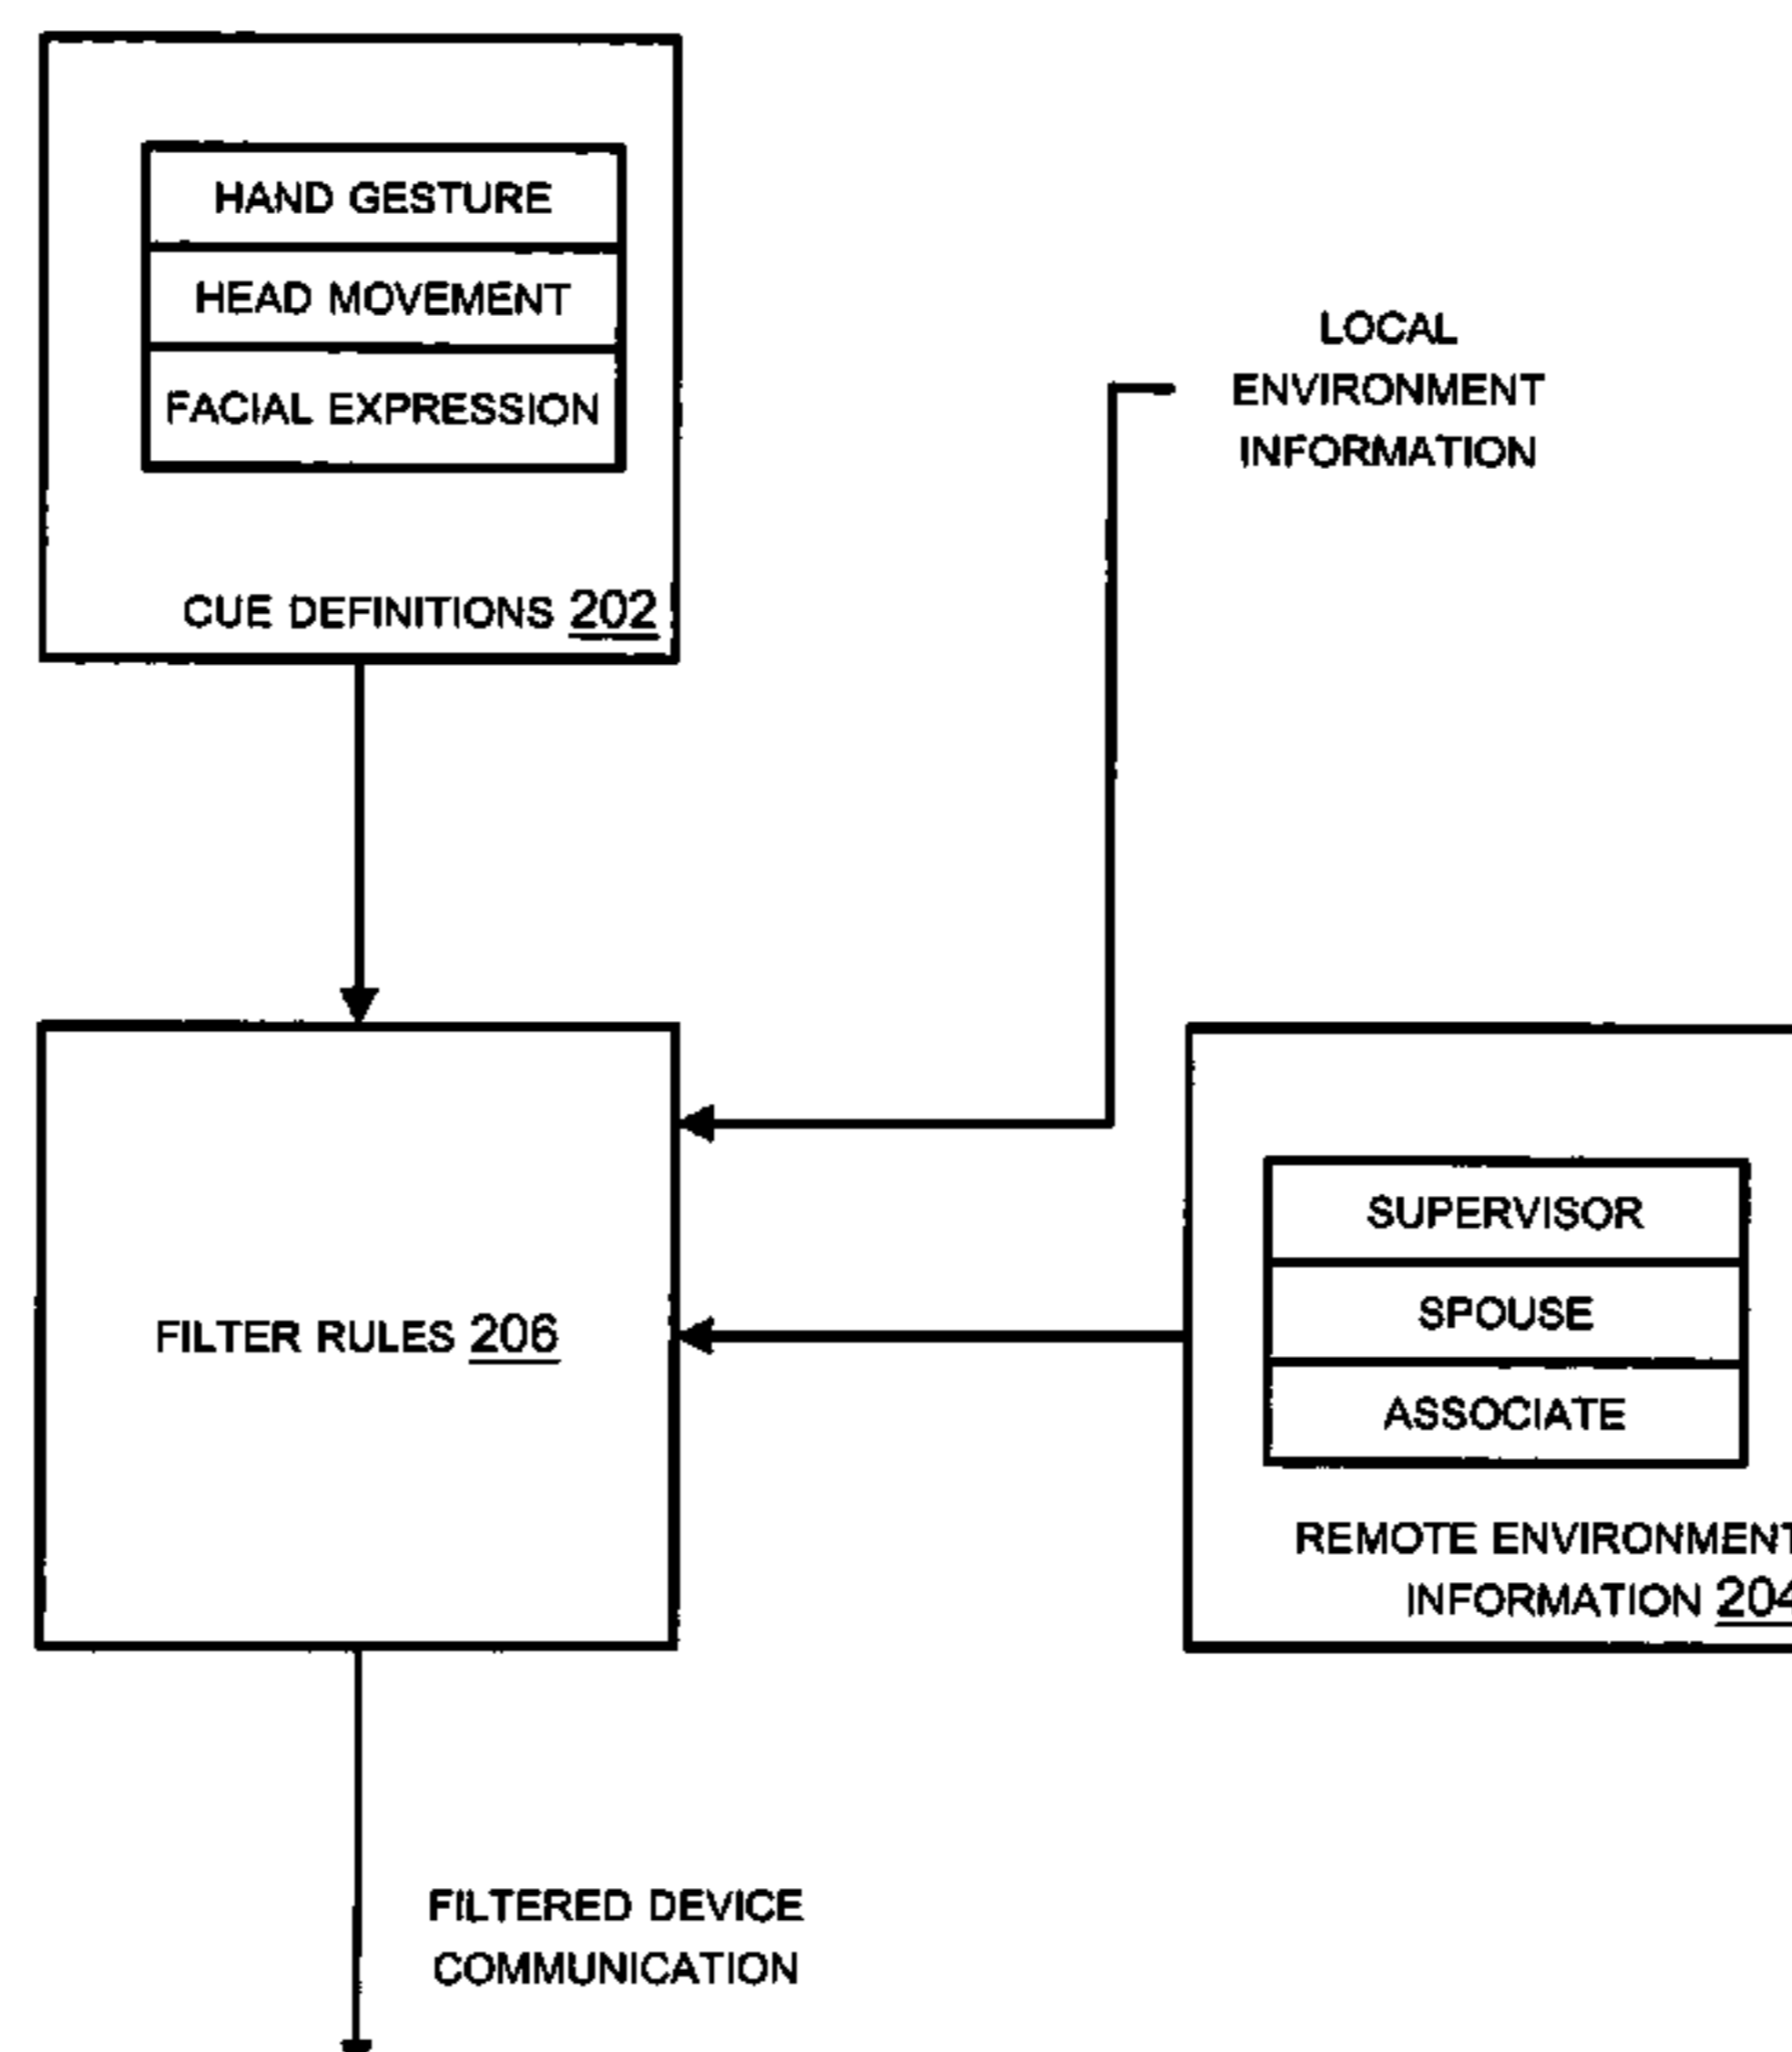 HAND GESTURE
HEAD MOVEMENT
FACIAL EXPRESSION
CUE DEFINITIONS 202
LOCAL
ENVIRONMENT
INFORMATION
FILTER RULES 206
SUPERVISOR
SPOUSE
ASSOCIATE
REMOTE ENVIRONMENT
INFORMATION 204
FILTERED DEVICE
COMMUNICATION